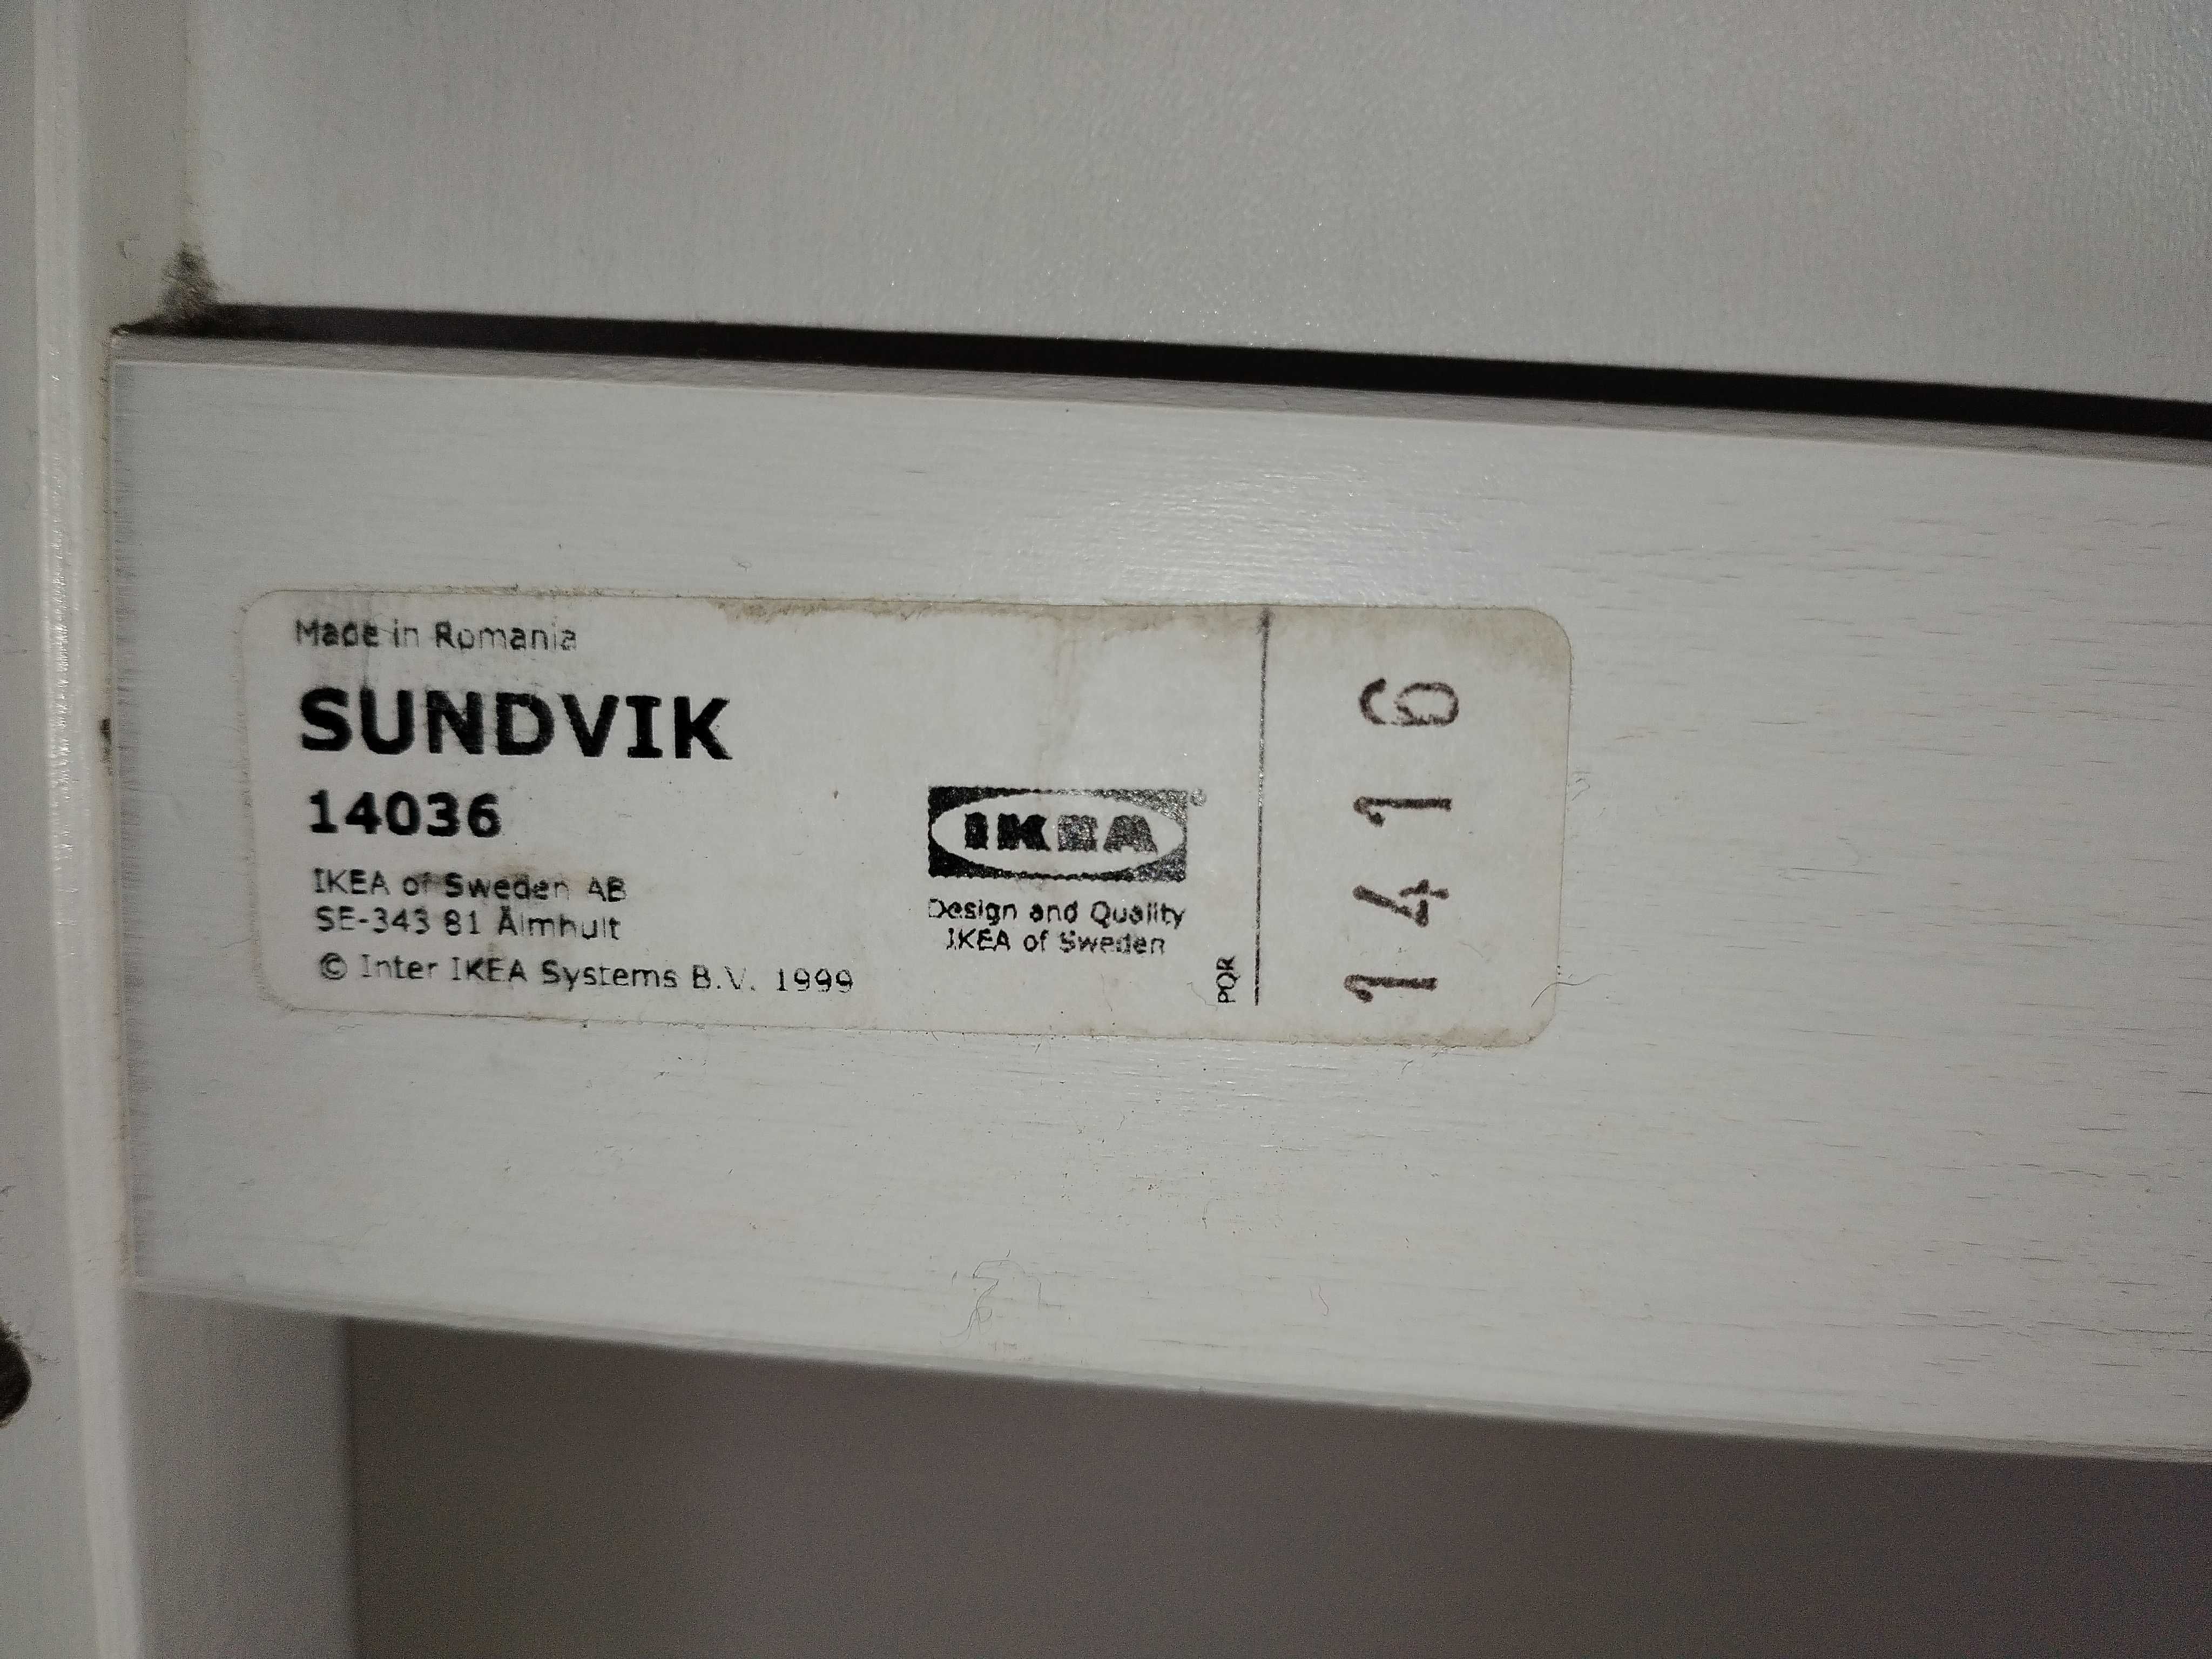 Made in Romania
SUNDVIK
14036
IKEA of Sweden AB
SE-343 81 Älmhult
© Inter IKEA Systems B.V. 1999
IKEA®
Design and Quality
IKEA of Sweden
PQR
1416